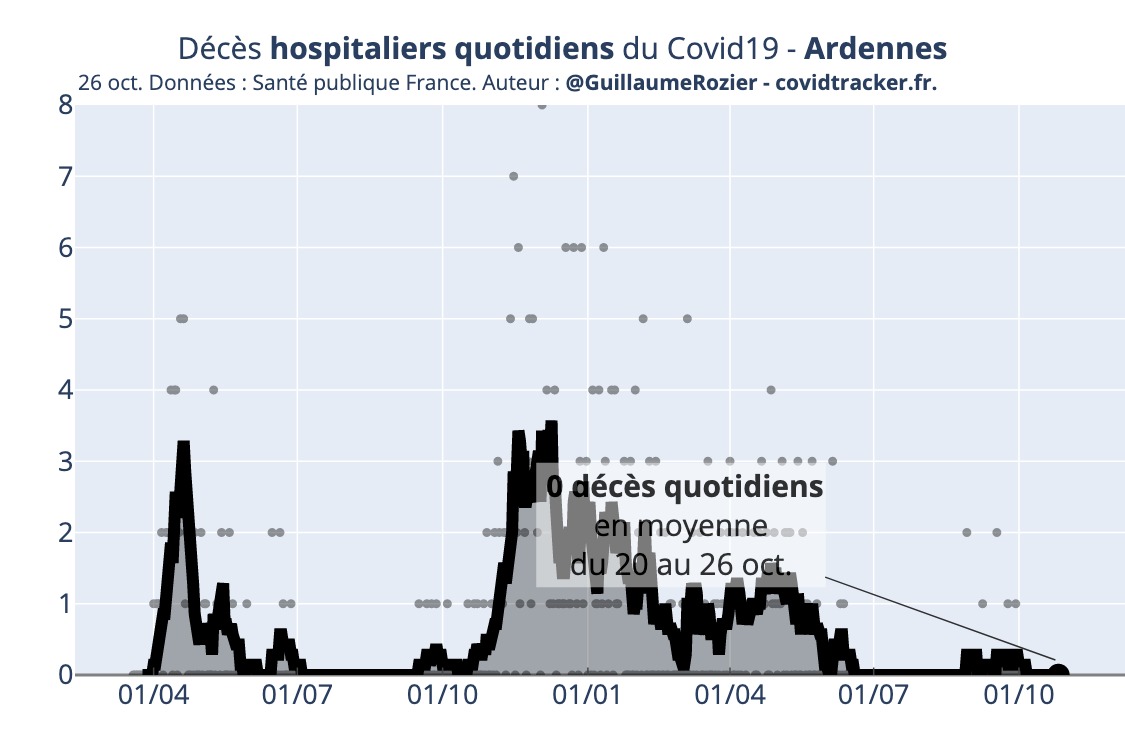 Décès hospitaliers quotidiens du Covid19 - Ardennes
26 oct. Données : Santé publique France. Auteur : @GuillaumeRozier - covidtracker.fr.
8
7
6
5
4
3
2
1
0
0 décès quotidiens
en moyenne
du 20 au 26 oct.
01/04 01/07 01/10 01/01 01/04 01/07 01/10